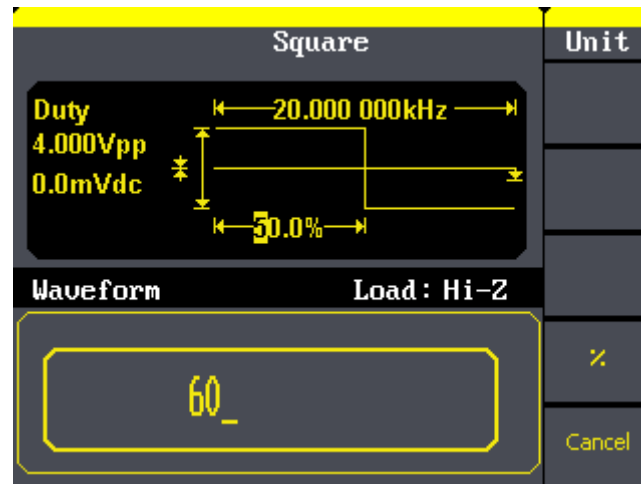 Square
Unit
Duty
20.000 000kHz
4.000Vpp
0.0mVdc
50.0%
Waveform
Load: Hi-Z
60_
%
Cancel